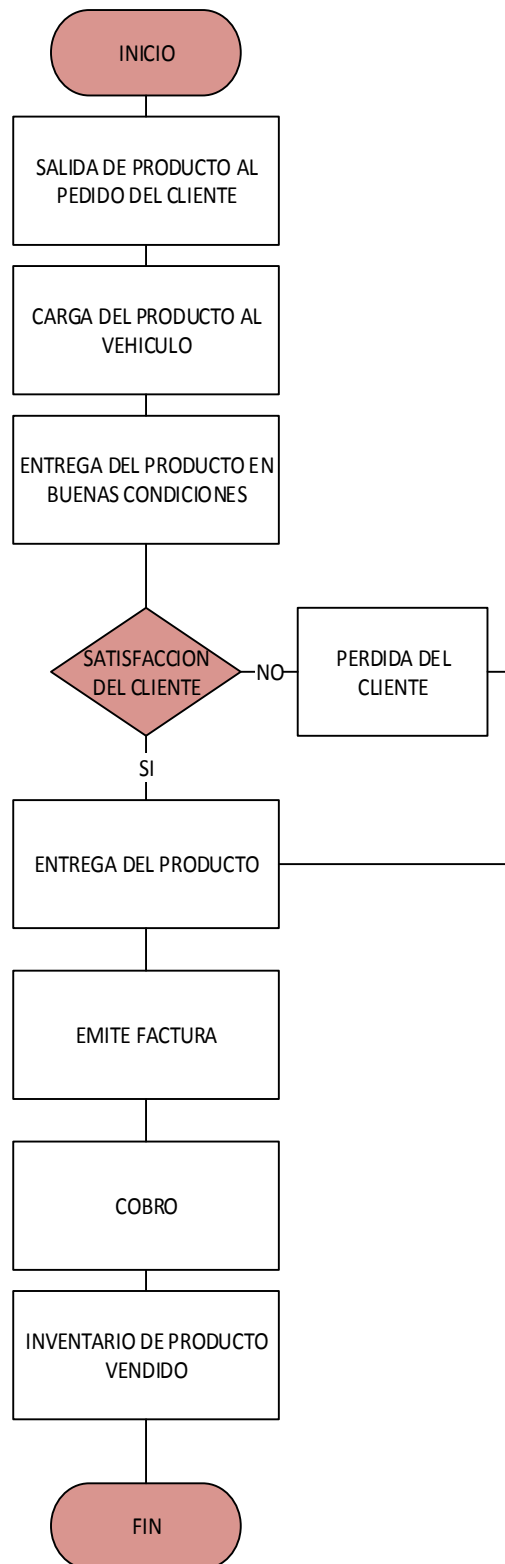 INICIO
SALIDA DE PRODUCTO AL
PEDIDO DEL CLIENTE
CARGA DEL PRODUCTO AL
VEHICULO
ENTREGA DEL PRODUCTO EN
BUENAS CONDICIONES
SATISFACCION
DEL CLIENTE
NO
PERDIDA DEL
CLIENTE
SI
ENTREGA DEL PRODUCTO
EMITE FACTURA
COBRO
INVENTARIO DE PRODUCTO
VENDIDO
FIN